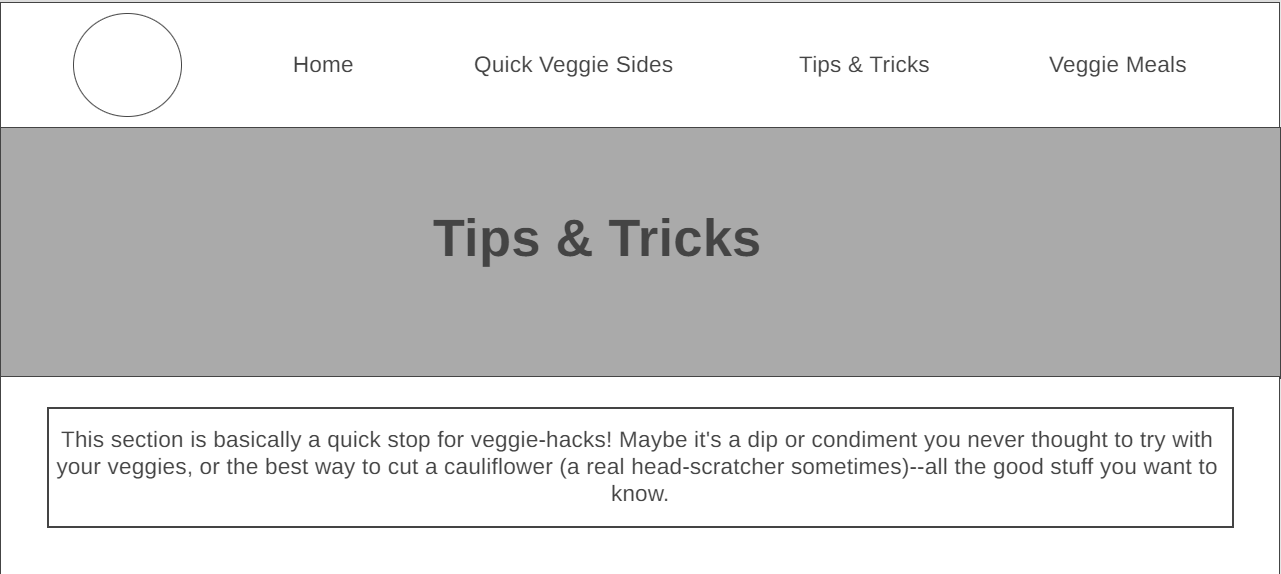 Home Quick Veggie Sides Tips & Tricks Veggie Meals
Tips & Tricks
This section is basically a quick stop for veggie-hacks! Maybe it's a dip or condiment you never thought to try with
your veggies, or the best way to cut a cauliflower (a real head-scratcher sometimes)--all the good stuff you want to
know.